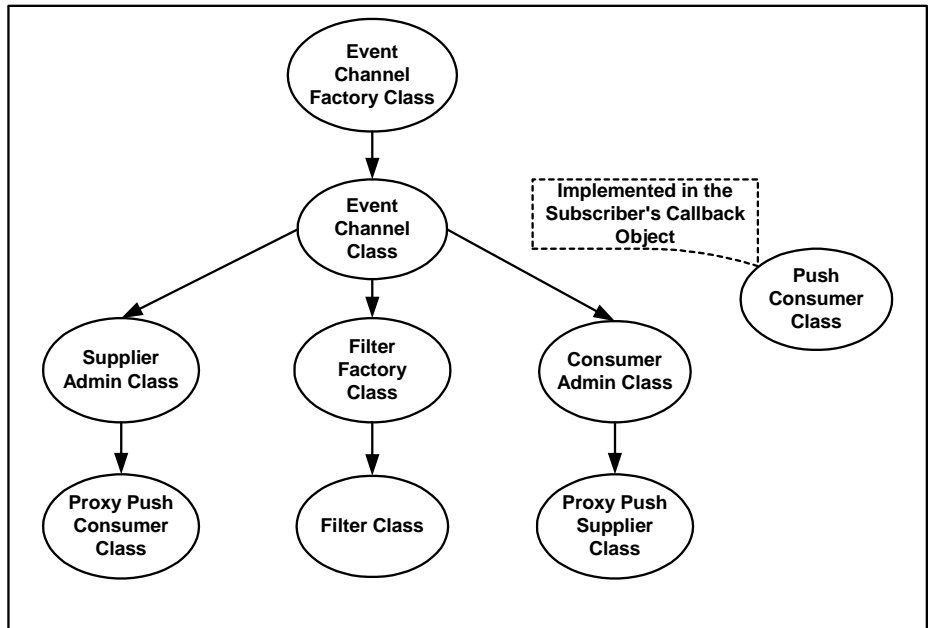 Event
Channel
Factory Class
Event
Channel
Class
Implemented in the
Subscriber's Callback
Object
Push
Consumer
Class
Supplier
Admin Class
Filter
Factory
Class
Consumer
Admin Class
Proxy Push
Consumer
Class
Filter Class
Proxy Push
Supplier
Class